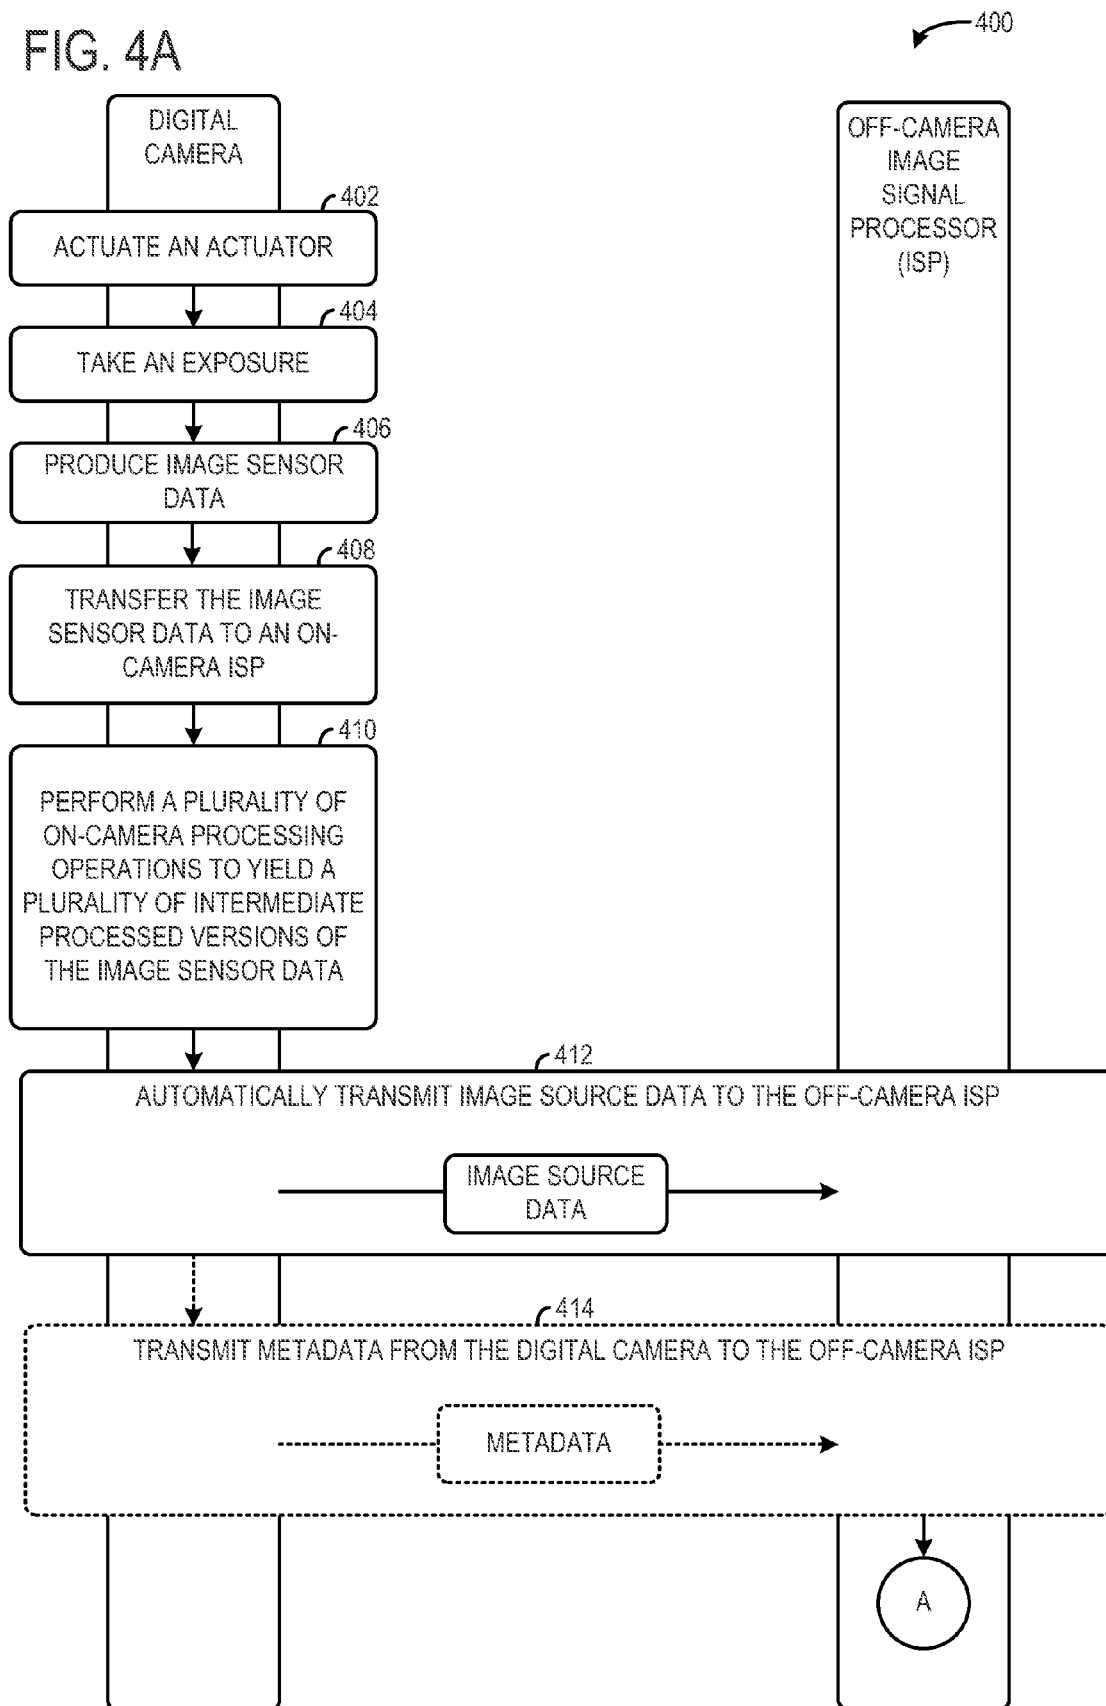 FIG. 4A
400
DIGITAL
CAMERA
OFF-CAMERA
IMAGE
SIGNAL
PROCESSOR
(ISP)
402
ACTUATE AN ACTUATOR
404
TAKE AN EXPOSURE
406
PRODUCE IMAGE SENSOR
DATA
408
TRANSFER THE IMAGE
SENSOR DATA TO AN ON-
CAMERA ISP
410
PERFORM A PLURALITY OF
ON-CAMERA PROCESSING
OPERATIONS TO YIELD A
PLURALITY OF INTERMEDIATE
PROCESSED VERSIONS OF
THE IMAGE SENSOR DATA
412
AUTOMATICALLY TRANSMIT IMAGE SOURCE DATA TO THE OFF-CAMERA ISP
IMAGE SOURCE
DATA
414
TRANSMIT METADATA FROM THE DIGITAL CAMERA TO THE OFF-CAMERA ISP
METADATA
A